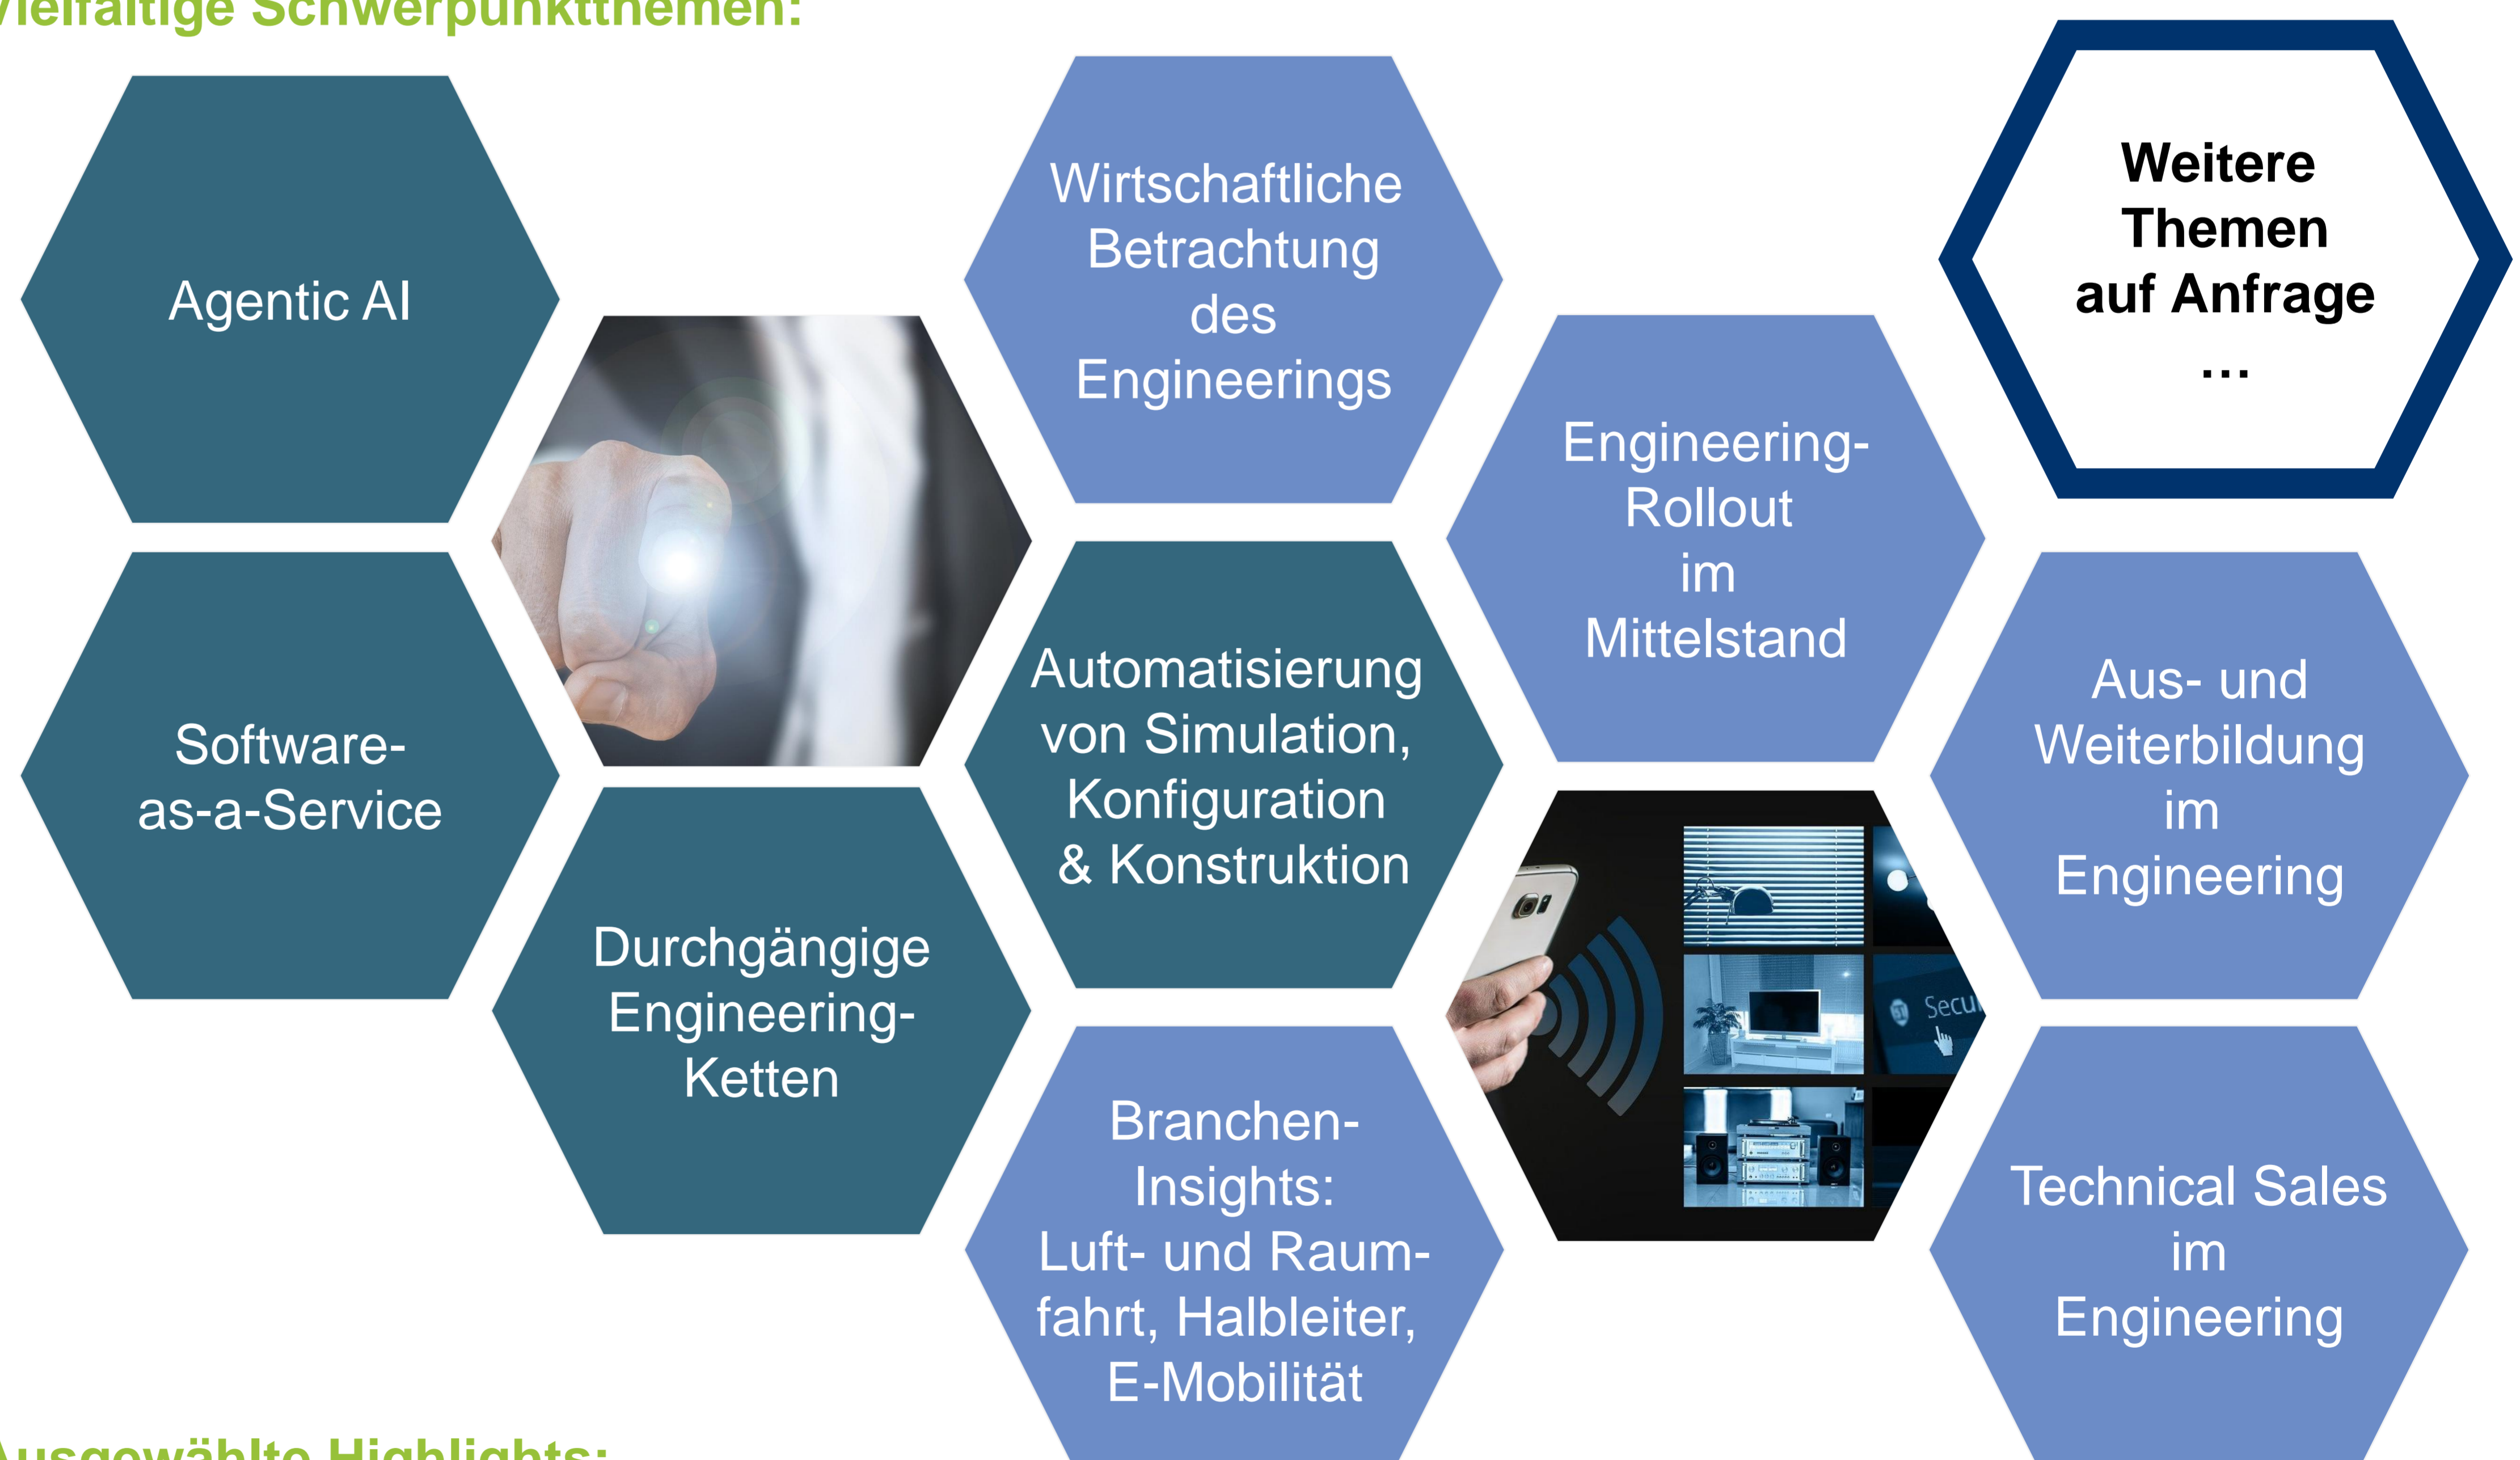 Vielfältige Schwerpunktthemen:
Agentic AI
Wirtschaftliche
Betrachtung
des
Engineerings
Weitere
Themen
auf Anfrage
...
Engineering-
Rollout
im
Mittelstand
Software-
as-a-Service
Automatisierung
von Simulation,
Konfiguration
& Konstruktion
Aus- und
Weiterbildung
im
Engineering
Durchgängige
Engineering-
Ketten
Secu
Branchen-
Insights:
Luft- und Raum-
fahrt, Halbleiter,
E-Mobilität
Technical Sales
im
Engineering
Ausgewählte Highlights: